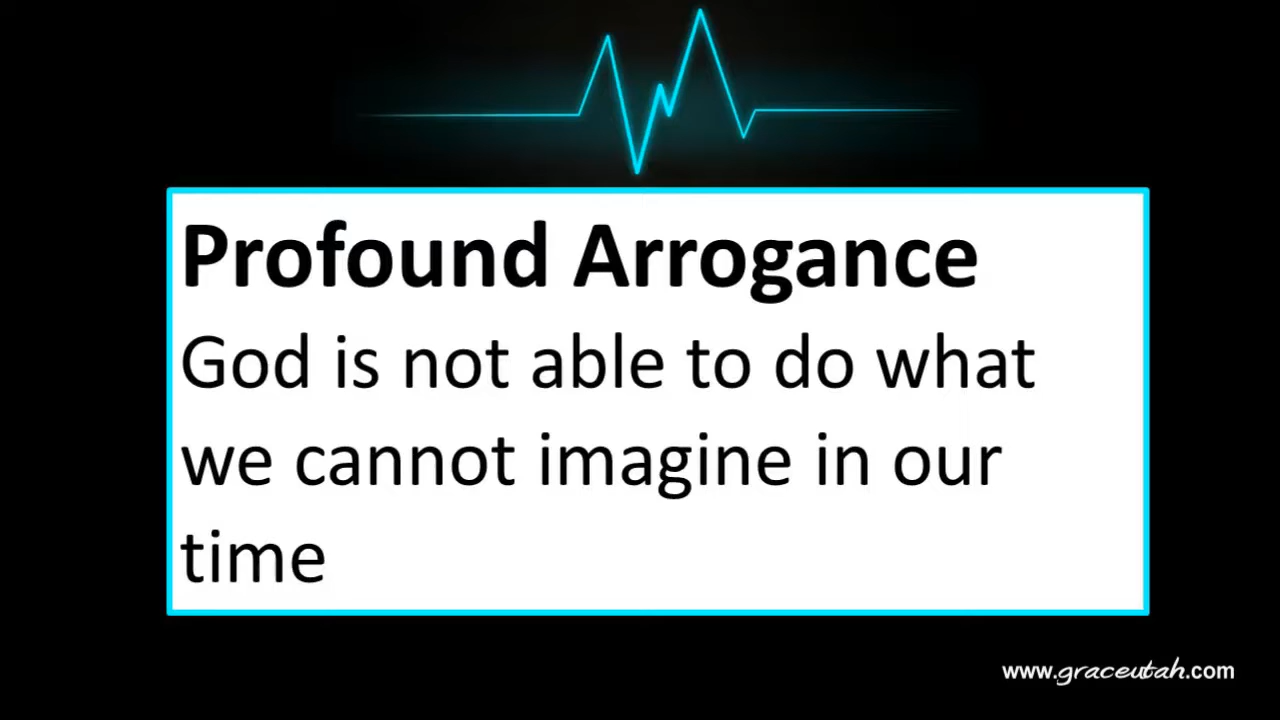 Profound Arrogance
God is not able to do what
we cannot imagine in our
time
www.graceutah.com